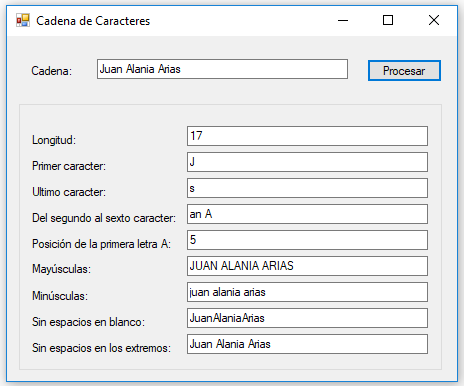 Cadena de Caracteres
Cadena: Juan Alania Arias Procesar
Longitud: 17
Primer caracter: J
Ultimo caracter: s
Del segundo al sexto caracter: an A
Posición de la primera letra A: 5
Mayúsculas: JUAN ALANIA ARIAS
Minúsculas: juan alania arias
Sin espacios en blanco: JuanAlaniaArias
Sin espacios en los extremos: Juan Alania Arias